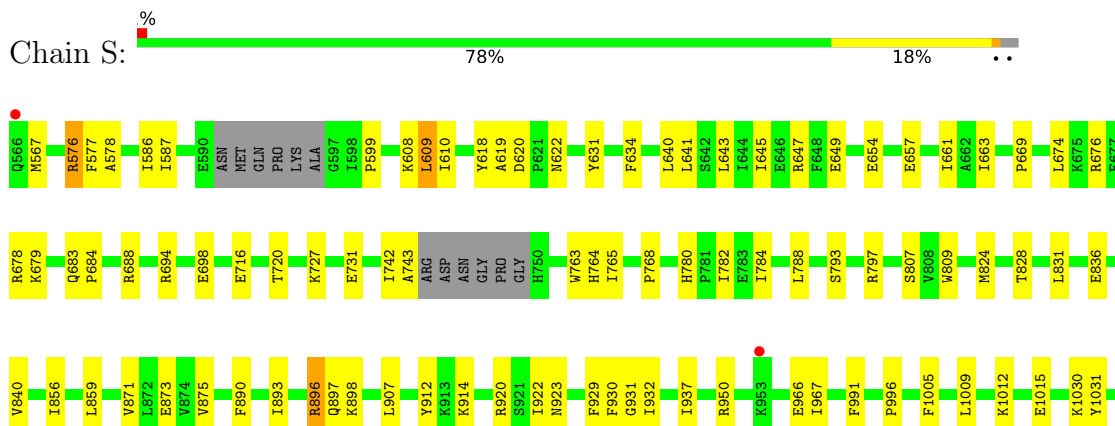 .%
Chain S:
78% 18% • •
Q566 M567 R576 F577 A578 I586 I587 E590 ASN MET GLN PRO LYS ALA G597 I598 P599 K608 L609 I610 Y618 A619 D620 P621 N622 Y631 F634 L640 L641 S642 L643 I644 I645 E646 R647 F648 E649 E654 E657 I661 A662 I663 P669 L674 K675 R676
R678 K679 Q683 P684 R688 R694 E698 E716 T720 K727 E731 I742 A743 ARG ASP ASN GLY PRO GLY H750 W763 H764 I765 P768 H780 P781 I782 E783 I784 L788 S793 R797 S807 V808 W809 M824 T828 L831 E836
V840 I856 L859 V871 L872 E873 V874 V875 F890 I893 R896 Q897 K898 L907 Y912 K913 K914 R920 S921 I922 N923 F929 F930 G931 I932 I937 R950 K953 E966 I967 F991 P996 F1005 L1009 K1012 E1015 K1030 Y1031